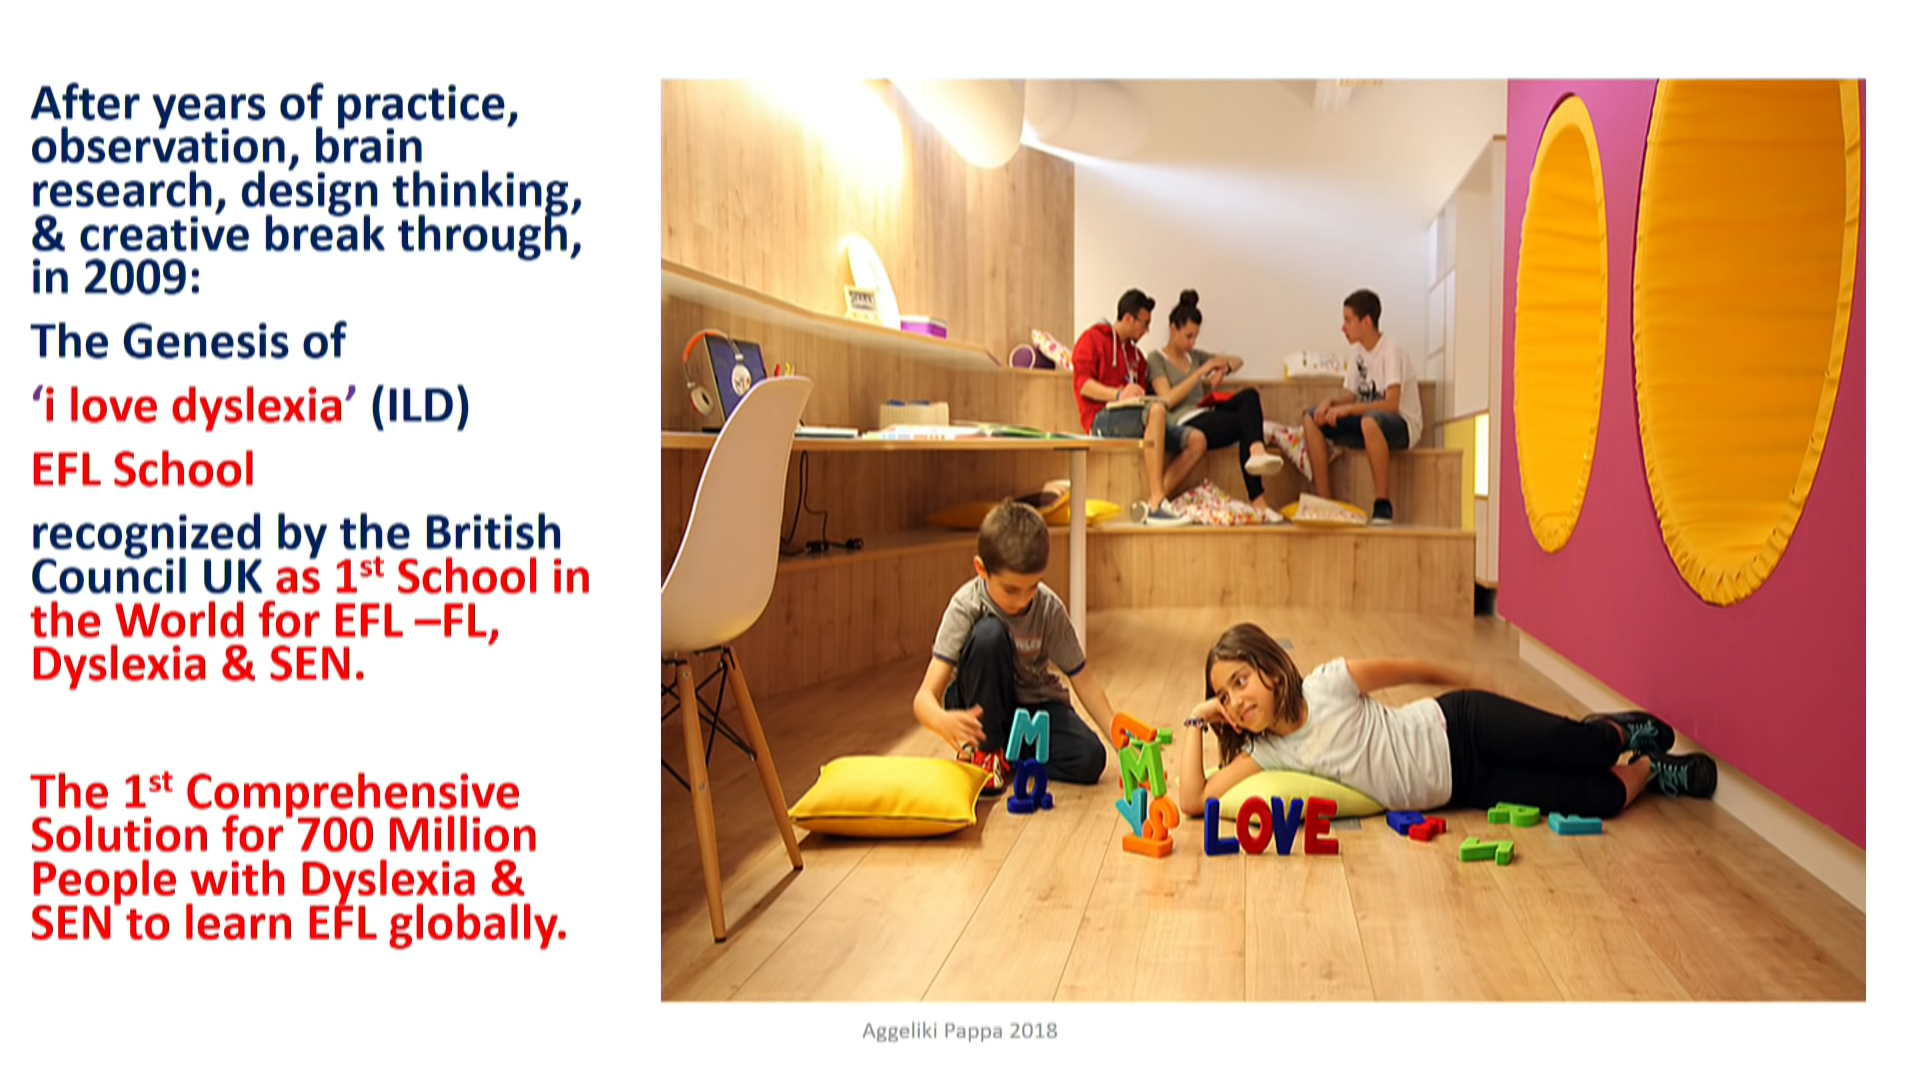 After years of practice,
observation, brain
research, design thinking,
& creative break through,
in 2009:
The Genesis of
‘i love dyslexia’ (ILD)
EFL School
recognized by the British
Council UK as 1st School in
the World for EFL –FL,
Dyslexia & SEN.
The 1st Comprehensive
Solution for 700 Million
People with Dyslexia &
SEN to learn EFL globally.
LOVE
Aggeliki Pappa 2018